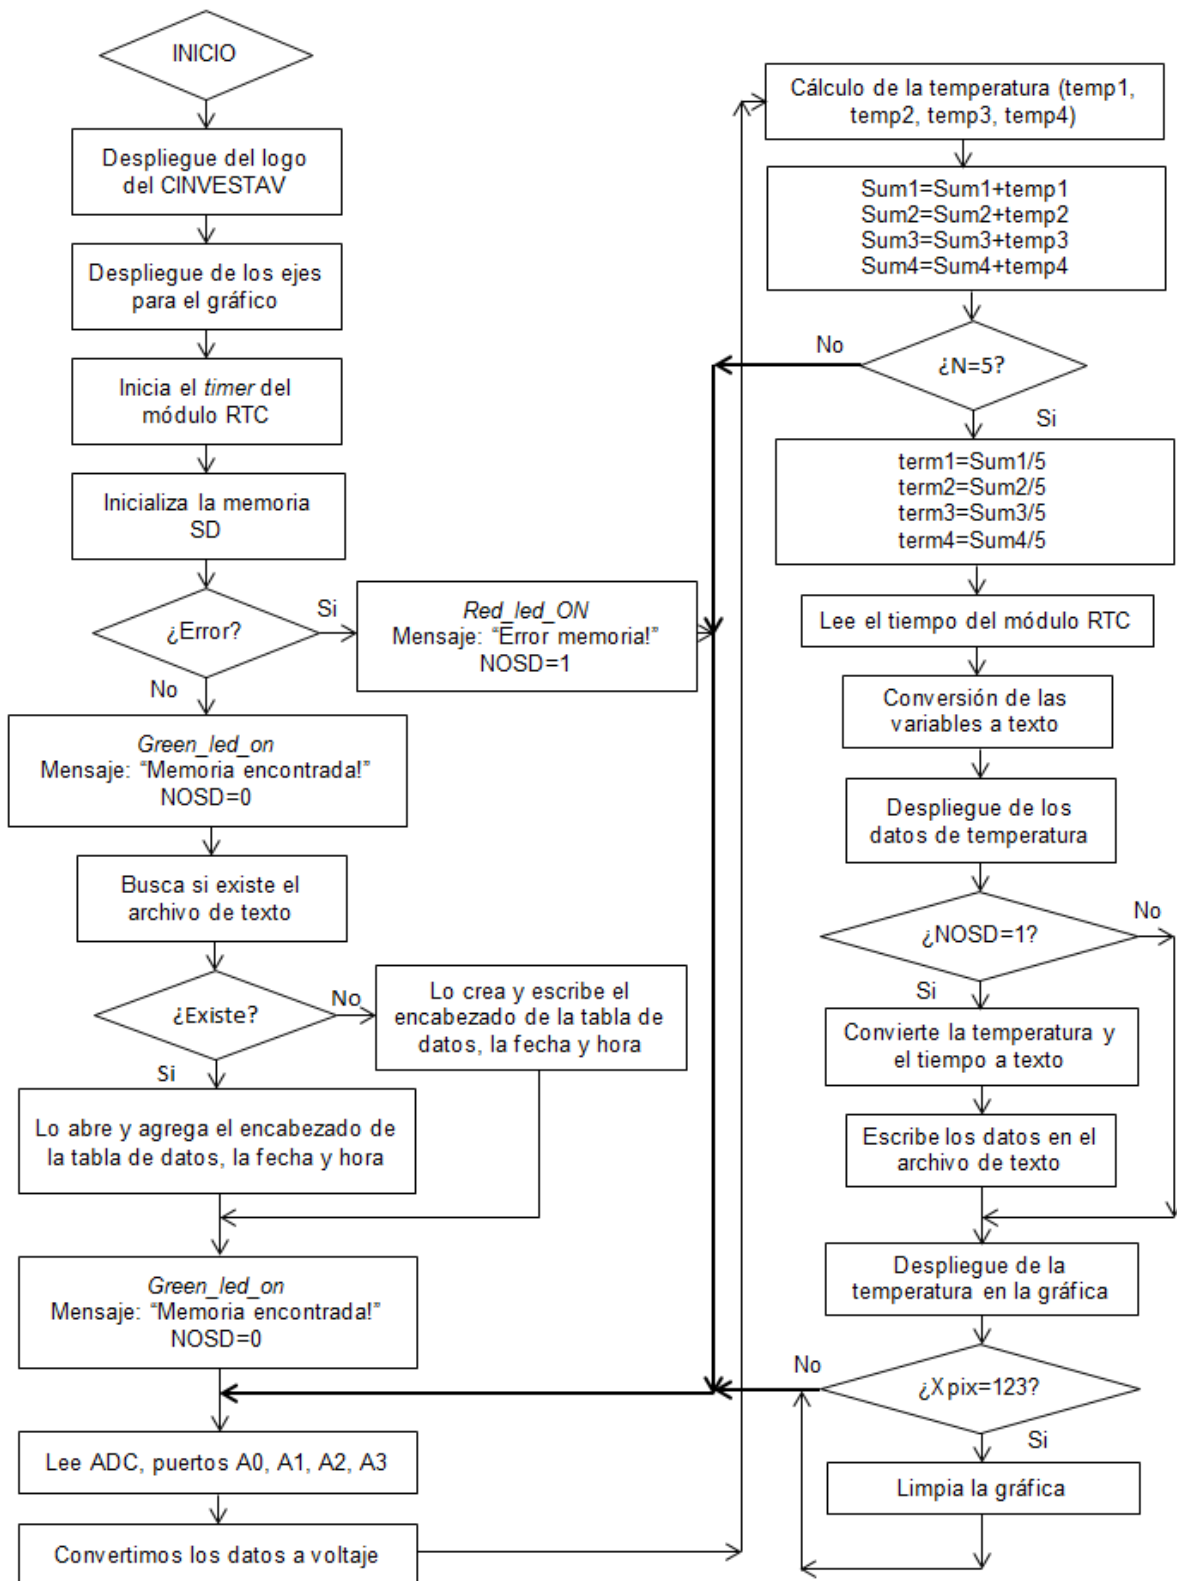 INICIO
Despliegue del logo
del CINVESTAV
Despliegue de los ejes
para el gráfico
Inicia el timer del
módulo RTC
Inicializa la memoria
SD
¿Error?
Si
Red_led_ON
Mensaje: “Error memoria!”
NOSD=1
No
Green_led_on
Mensaje: “Memoria encontrada!”
NOSD=0
Busca si existe el
archivo de texto
¿Existe?
No
Lo crea y escribe el
encabezado de la tabla de
datos, la fecha y hora
Si
Lo abre y agrega el encabezado de
la tabla de datos, la fecha y hora
Green_led_on
Mensaje: “Memoria encontrada!”
NOSD=0
Lee ADC, puertos A0, A1, A2, A3
Convertimos los datos a voltaje
Cálculo de la temperatura (temp1,
temp2, temp3, temp4)
Sum1=Sum1+temp1
Sum2=Sum2+temp2
Sum3=Sum3+temp3
Sum4=Sum4+temp4
No
¿N=5?
Si
term1=Sum1/5
term2=Sum2/5
term3=Sum3/5
term4=Sum4/5
Lee el tiempo del módulo RTC
Conversión de las
variables a texto
Despliegue de los
datos de temperatura
No
¿NOSD=1?
Si
Convierte la temperatura y
el tiempo a texto
Escribe los datos en el
archivo de texto
Despliegue de la
temperatura en la gráfica
No
¿Xpix=123?
Si
Limpia la gráfica